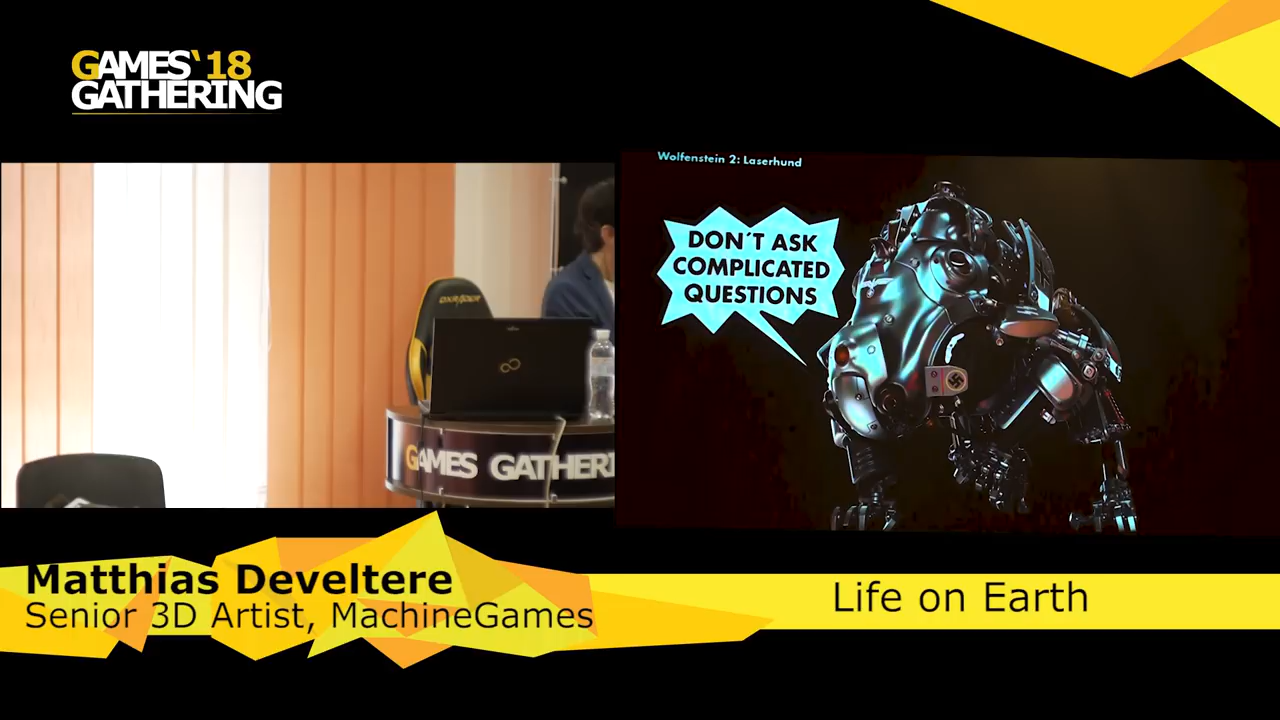 GAMES‘18
GATHERING
Wolfenstein 2: Laserhund
DON´T ASK
COMPLICATED
QUESTIONS
DXRACER
GAMES GATHERI
Matthias Develtere
Senior 3D Artist, MachineGames
Life on Earth